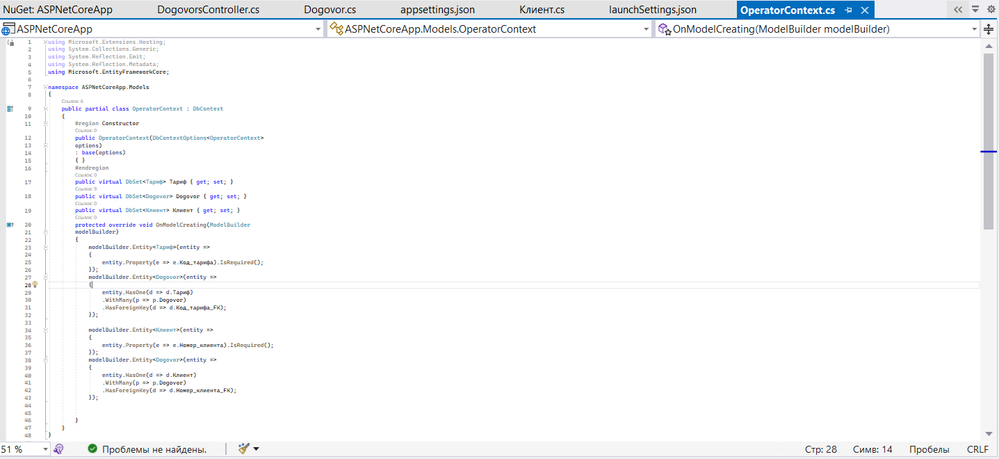 NuGet: ASPNetCoreApp DogovorsController.cs Dogovor.cs appsettings.json Клиент.cs launchSettings.json OperatorContext.cs
ASPNetCoreApp ASPNetCoreApp.Models.OperatorContext OnModelCreating(ModelBuilder modelBuilder)
1 using Microsoft.Extensions.Hosting;
2 using System.Collections.Generic;
3 using System.Reflection.Emit;
4 using System.Reflection.Metadata;
5 using Microsoft.EntityFrameworkCore;
6
7 namespace ASPNetCoreApp.Models
8 {
Ссылок: 6
9 public partial class OperatorContext : DbContext
10 {
11 #region Constructor
Ссылок: 0
12 public OperatorContext(DbContextOptions<OperatorContext>
13 options)
14 : base(options)
15 { }
16 #endregion
Ссылок: 0
17 public virtual DbSet<Тариф> Тариф { get; set; }
Ссылок: 9
18 public virtual DbSet<Dogovor> Dogovor { get; set; }
Ссылок: 0
19 public virtual DbSet<Клиент> Клиент { get; set; }
Ссылок: 0
20 protected override void OnModelCreating(ModelBuilder
21 modelBuilder)
22 {
23 modelBuilder.Entity<Тариф>(entity =>
24 {
25 entity.Property(e => e.Код_тарифа).IsRequired();
26 });
27 modelBuilder.Entity<Dogovor>(entity =>
28 {
29 entity.HasOne(d => d.Тариф)
30 .WithMany(p => p.Dogovor)
31 .HasForeignKey(d => d.Код_тарифа_FK);
32 });
33
34 modelBuilder.Entity<Клиент>(entity =>
35 {
36 entity.Property(e => e.Номер_клиента).IsRequired();
37 });
38 modelBuilder.Entity<Dogovor>(entity =>
39 {
40 entity.HasOne(d => d.Клиент)
41 .WithMany(p => p.Dogovor)
42 .HasForeignKey(d => d.Номер_клиента_FK);
43 });
44
45
46 }
47 }
48 }
51 % Проблемы не найдены. Стр: 28 Симв: 14 Пробелы CRLF